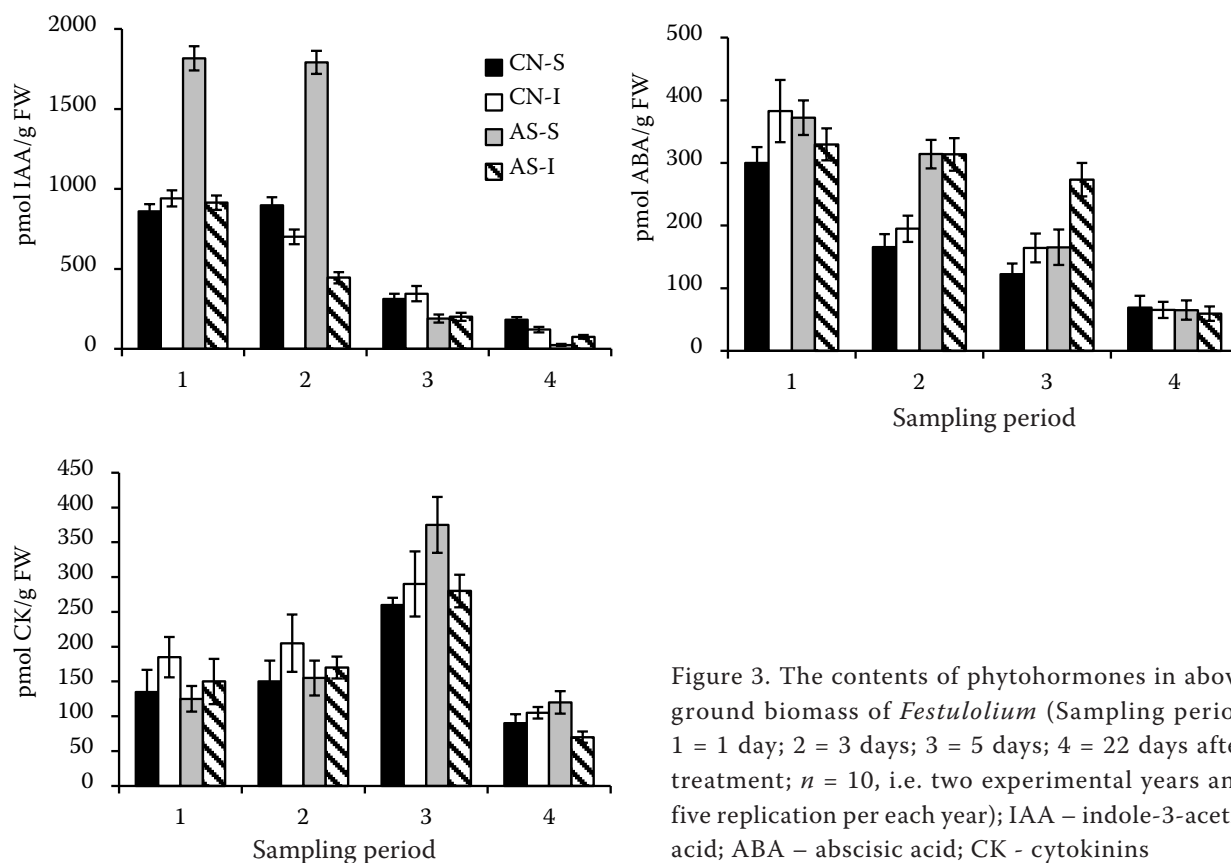 2000
1500
1000
500
0
pmol IAA/g FW
CN-S
CN-I
AS-S
AS-I
1 2 3 4
500
400
300
200
100
0
pmol ABA/g FW
1 2 3 4
Sampling period
450
400
350
300
250
200
150
100
50
0
pmol CK/g FW
1 2 3 4
Sampling period
Figure 3. The contents of phytohormones in abov
ground biomass of Festulolium (Sampling perio
1 = 1 day; 2 = 3 days; 3 = 5 days; 4 = 22 days afte
treatment; n = 10, i.e. two experimental years an
five replication per each year); IAA – indole-3-acet
acid; ABA – abscisic acid; CK - cytokinins